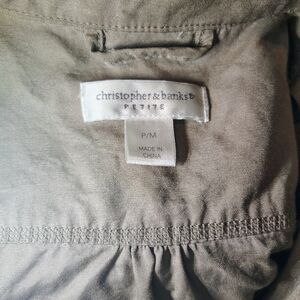 christopher & banks®
PETITE
P/M
MADE IN
CHINA